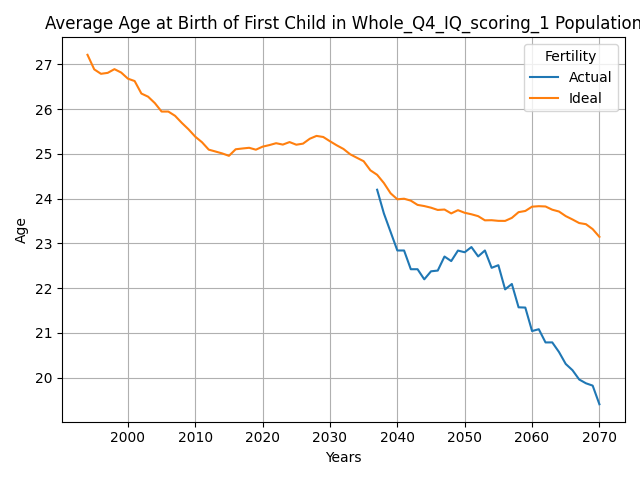 Average Age at Birth of First Child in Whole_Q4_IQ_scoring_1 Population
Fertility
Actual
Ideal
27
26
25
24
23
22
21
20
Age
2000 2010 2020 2030 2040 2050 2060 2070
Years